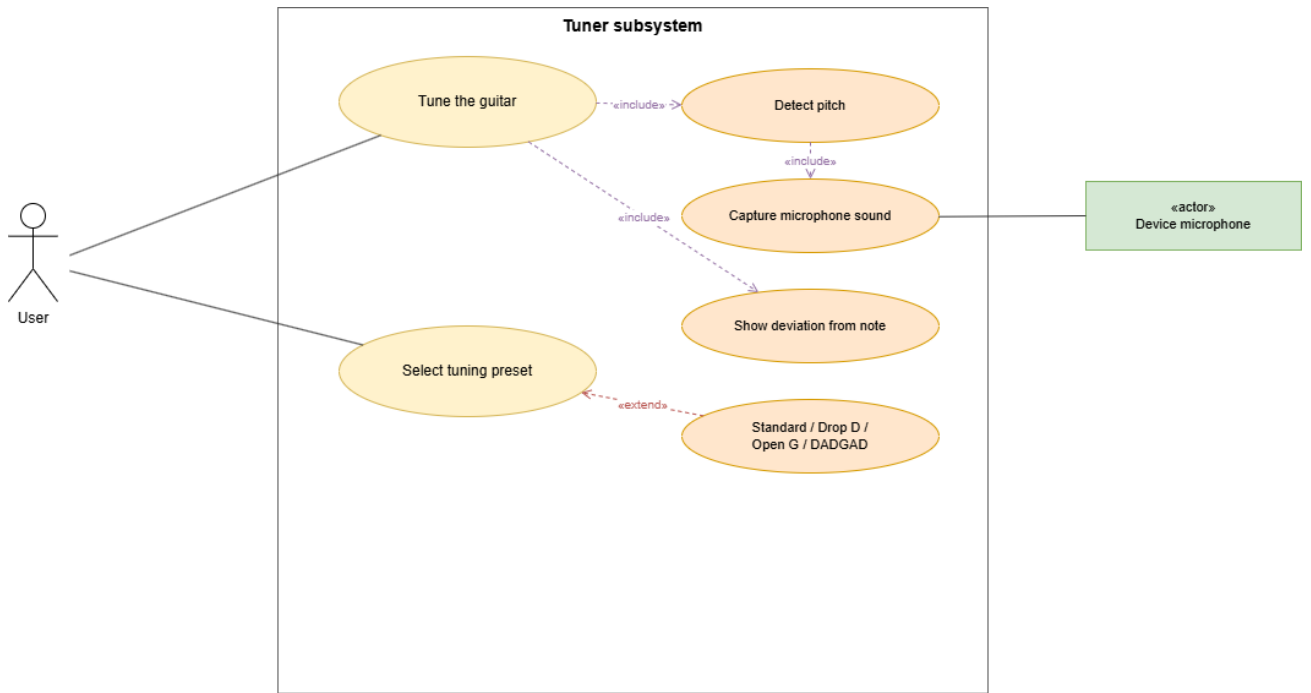 Tuner subsystem
Tune the guitar
«include»
Detect pitch
«include»
Capture microphone sound
«actor»
Device microphone
«include»
User
Show deviation from note
Select tuning preset
«extend»
Standard / Drop D /
Open G / DADGAD